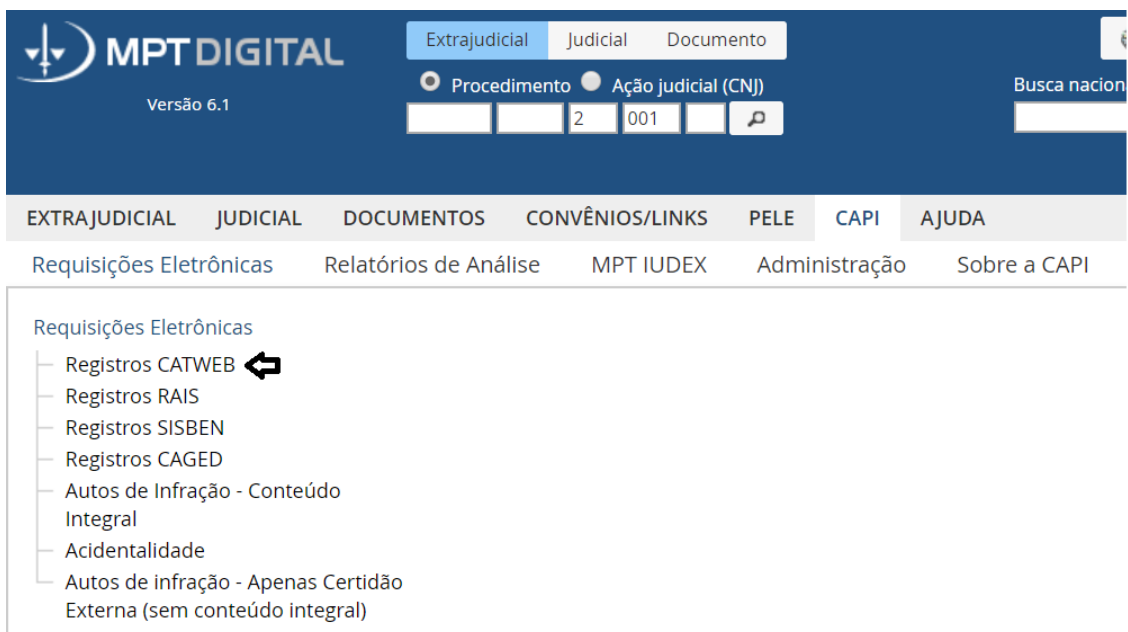 MPT DIGITAL
Versão 6.1
Extrajudicial Judicial Documento
Procedimento Ação judicial (CNJ)
2 001
Busca nacion
EXTRAJUDICIAL JUDICIAL DOCUMENTOS CONVÊNIOS/LINKS PELE CAPI AJUDA
Requisições Eletrônicas Relatórios de Análise MPT IUDEX Administração Sobre a CAPI
Requisições Eletrônicas
Registros CATWEB
Registros RAIS
Registros SISBEN
Registros CAGED
Autos de Infração - Conteúdo
Integral
Acidentalidade
Autos de infração - Apenas Certidão
Externa (sem conteúdo integral)